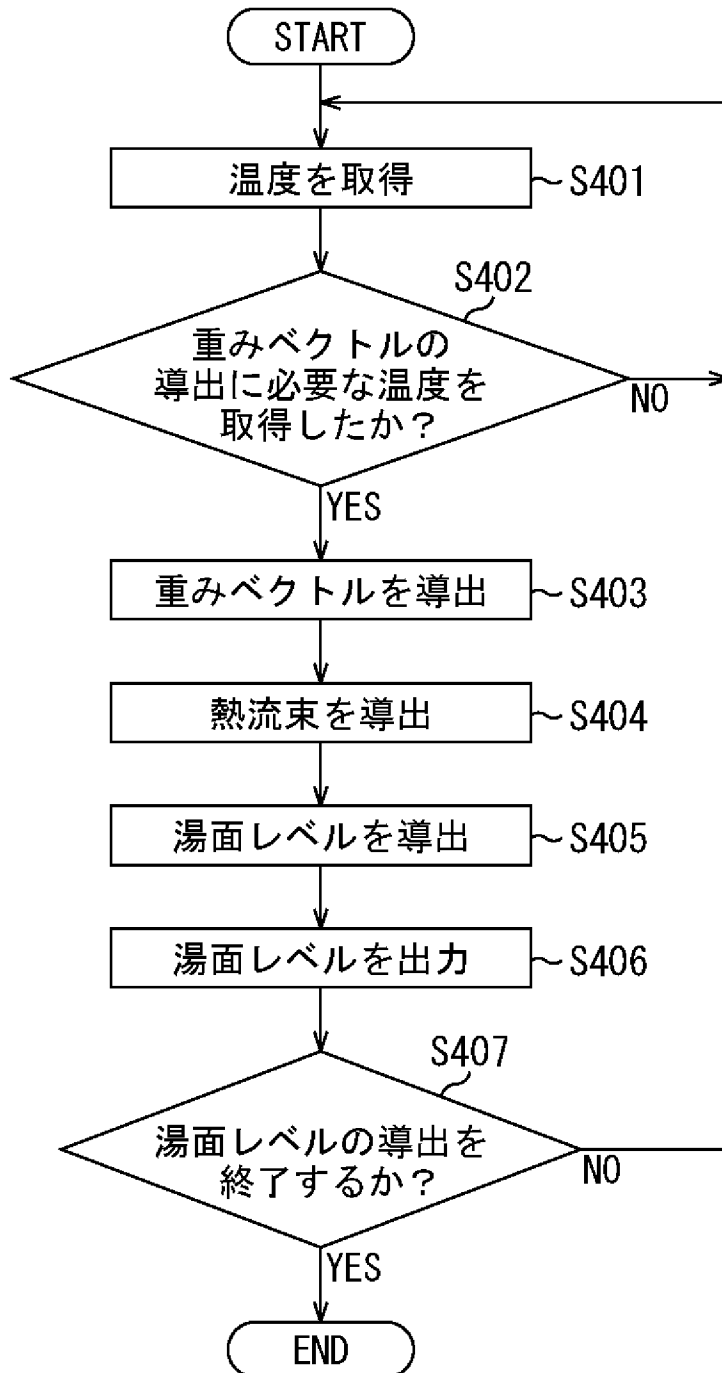 START
温度を取得
~S401
S402
重みベクトルの
導出に必要な温度を
取得したか？
NO
YES
重みベクトルを導出
~S403
熱流束を導出
~S404
湯面レベルを導出
~S405
湯面レベルを出力
~S406
S407
湯面レベルの導出を
終了するか？
NO
YES
END